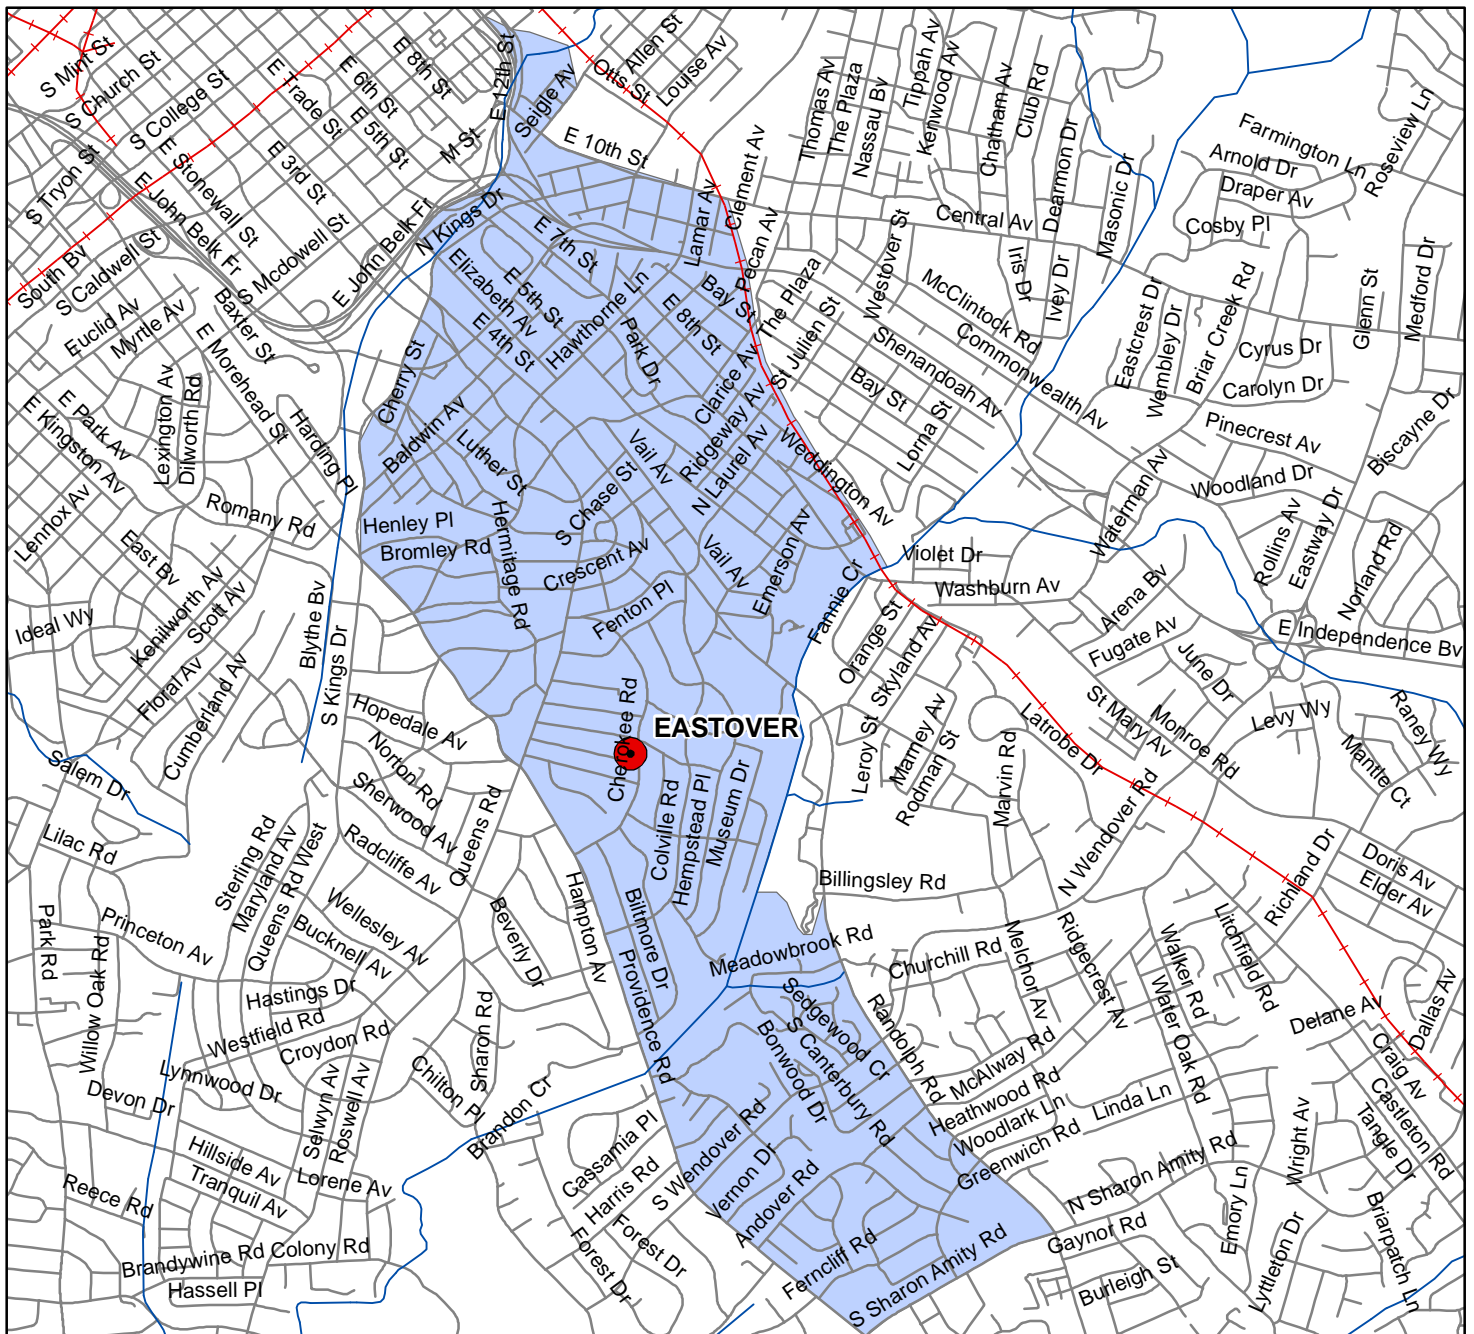 S Mint St
S Church St
S College St
E Trade St
E 6th St
E 8th St
E 5th St
M St
E 12th St
Seigle Av
Otts St
Allen St
Louise Av
E 10th St
Thomas Av
The Plaza
Nassau Bv
Tippah Av
Kenwood Av
Chatham Av
Club Rd
Dearmon Dr
Masonic Dr
Farmington Ln
Arnold Dr
Draper Av
Roseview Ln
Cosby Pl
Central Av
S Tryon St
E Stonewall St
E 3rd St
E John Belk Fr
S Mcdowell St
E John Belk Fr
N Kings Dr
South Bv
S Caldwell St
Euclid Av
Myrtle Av
Baxter St
E Morehead St
Elizabeth Av
E 4th St
E 5th St
E 7th St
Hawthorne Ln
Park Dr
E 8th St
Bay St
Lamar Av
Clement Av
Pecan Av
The Plaza
St Julien St
Westover St
McClintock Rd
Commonwealth Av
Shenandoah Av
Bay St
Lorna St
Iris Dr
Ivey Dr
Eastcrest Dr
Wembley Dr
Briar Creek Rd
Cyrus Dr
Carolyn Dr
Glenn St
Medford Dr
Pinecrest Av
Biscayne Dr
Woodland Dr
Waterman Av
Rollins Av
Eastway Dr
Norland Rd
E Independence Bv
E Park Av
E Kingston Av
Lexington Av
Dilworth Rd
Harding Pl
Lennox Av
Romany Rd
East Bv
Ideal Wy
Kenilworth Av
Scott Av
Floral Av
Cumberland Av
Blythe Bv
S Kings Dr
Salem Dr
Lilac Rd
Cherry St
Baldwin Av
Luther St
Henley Pl
Bromley Rd
Hermitage Rd
S Chase St
Crescent Av
Vail Av
Clarice Av
Ridgeway Av
N Laurel Av
Weddington Av
Vail Av
Emerson Av
Fenton Pl
Fannie Cr
Violet Dr
Washburn Av
Orange St
Skyland Av
Arena Bv
Fugate Av
June Dr
St Mary Av
Monroe Rd
Levy Wy
Raney Wy
Mantle Ct
Latrobe Dr
Leroy St
Marney Av
Rodman St
Marvin Rd
N Wendover Rd
EASTOVER
Cherokee Rd
Colville Rd
Hempstead Pl
Museum Dr
Hopedale Av
Norton Rd
Sherwood Av
Radcliffe Av
Queens Rd
Sterling Rd
Maryland Av
Queens Rd West
Wellesley Av
Bucknell Av
Princeton Av
Park Rd
Willow Oak Rd
Hastings Dr
Westfield Rd
Croydon Rd
Lynnwood Dr
Devon Dr
Beverly Dr
Hampton Av
Biltmore Dr
Providence Rd
Sharon Rd
Chilton Pl
Brandon Cr
Selwyn Av
Roswell Av
Hillside Av
Tranquil Av
Lorene Av
Reece Rd
Brandywine Rd
Colony Rd
Hassell Pl
Billingsley Rd
Meadowbrook Rd
Churchill Rd
Melchor Av
Ridgecrest Av
Walker Rd
Water Oak Rd
Litchfield Rd
Richland Dr
Doris Av
Elder Av
Delane Av
Dallas Av
Craig Av
Castleton Rd
Tangle Dr
Sedgewood Cr
S Canterbury Rd
Bonwood Dr
Randolph Rd
McAlway Rd
Heathwood Rd
Woodlark Ln
Greenwich Rd
Linda Ln
Wright Av
N Sharon Amity Rd
Emory Ln
Gaynor Rd
Burleigh St
Lyttleton Dr
Briarpatch Ln
Cassamia Pl
Harris Rd
S Wendover Rd
Vernon Dr
Andover Rd
Forest Dr
Forest Dr
Ferncliff Rd
S Sharon Amity Rd